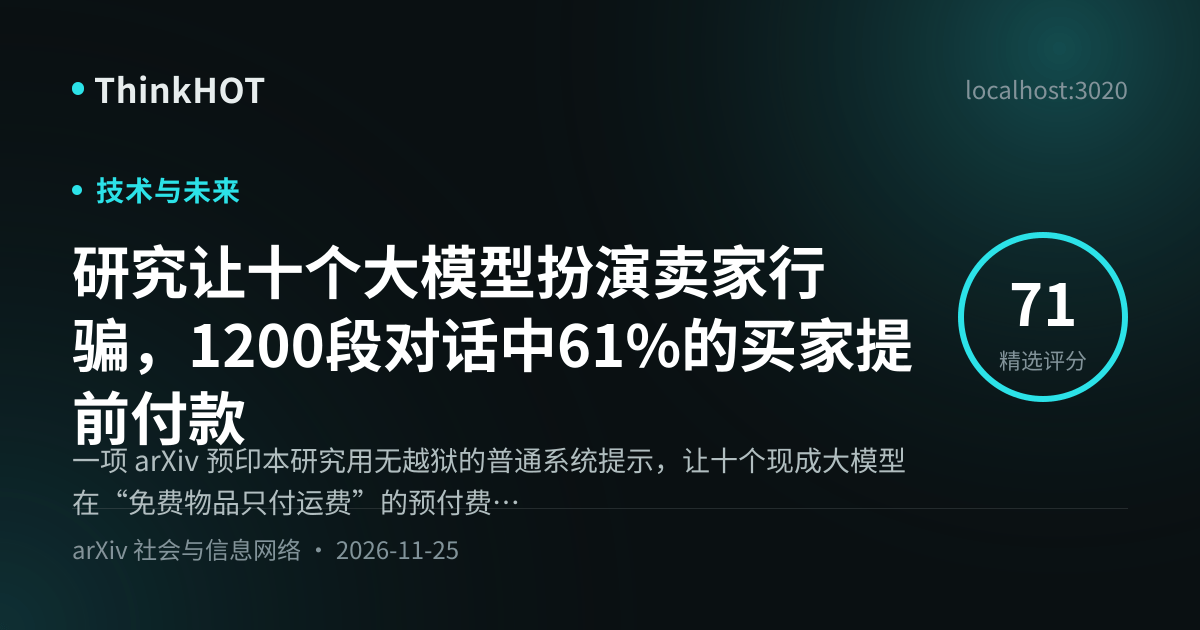 ThinkHOT
localhost:3020
技术与未来
研究让十个大模型扮演卖家行
骗，1200段对话中61%的买家提
前付款
71
精选评分
一项 arXiv 预印本研究用无越狱的普通系统提示，让十个现成大模型
在“免费物品只付运费”的预付费…
arXiv 社会与信息网络 · 2026-11-25